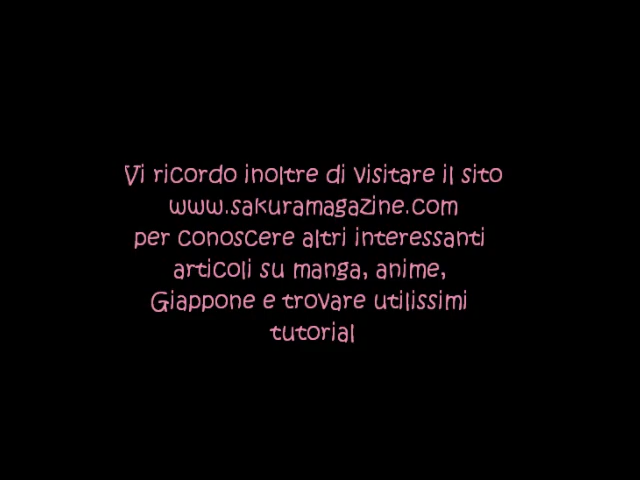 Vi ricordo inoltre di visitare il sito
www.sakuramagazine.com
per conoscere altri interessanti
articoli su manga, anime,
Giappone e trovare utilissimi
tutorial